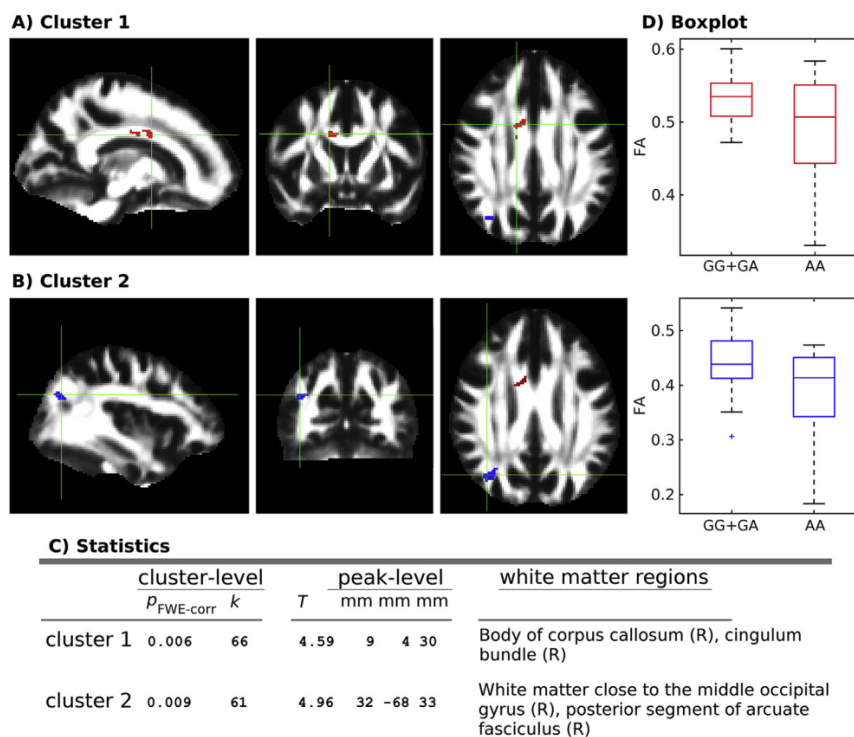 A) Cluster 1
D) Boxplot
0.6
0.5
0.4
FA
GG+GA AA
B) Cluster 2
0.5
0.4
0.3
0.2
FA
GG+GA AA
C) Statistics
cluster-level peak-level white matter regions
pFWE-corr k T mm mm mm
cluster 1 0.006 66 4.59 9 4 30 Body of corpus callosum (R), cingulum
bundle (R)
cluster 2 0.009 61 4.96 32 -68 33 White matter close to the middle occipital
gyrus (R), posterior segment of arcuate
fasciculus (R)